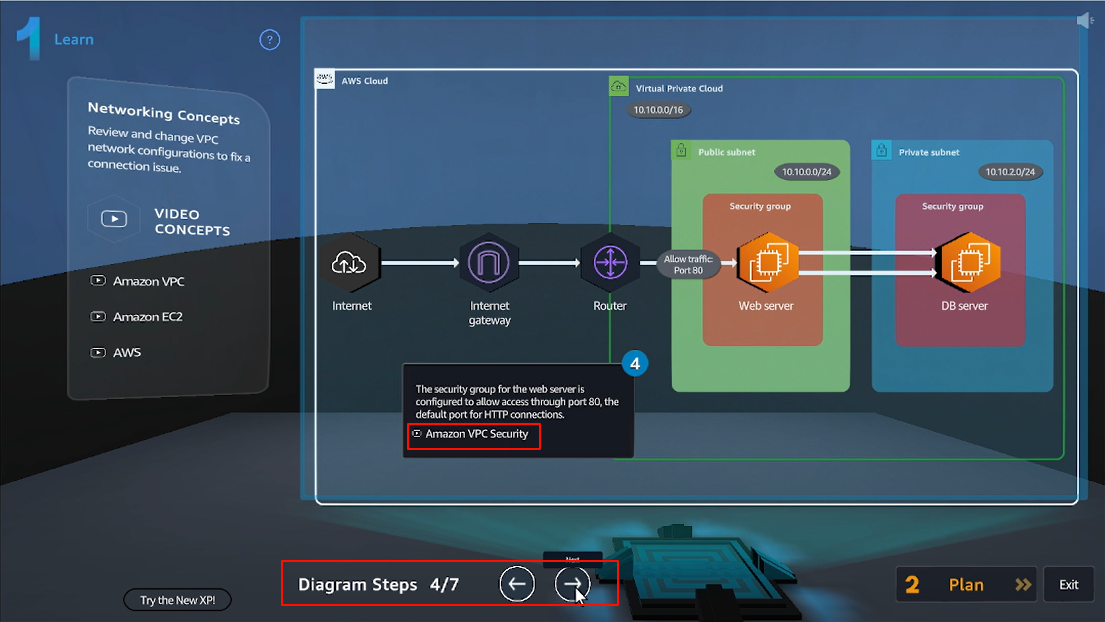 1 Learn
?
Networking Concepts
Review and change VPC
network configurations to fix a
connection issue.
VIDEO
CONCEPTS
Amazon VPC
Amazon EC2
AWS
aws
AWS Cloud
Virtual Private Cloud
10.10.0.0/16
Public subnet
10.10.0.0/24
Private subnet
10.10.2.0/24
Security group
Security group
Allow traffic:
Port 80
Internet
Internet
gateway
Router
Web server
DB server
4
The security group for the web server is
configured to allow access through port 80, the
default port for HTTP connections.
Amazon VPC Security
Next
Diagram Steps 4/7
Try the New XP!
2 Plan
Exit